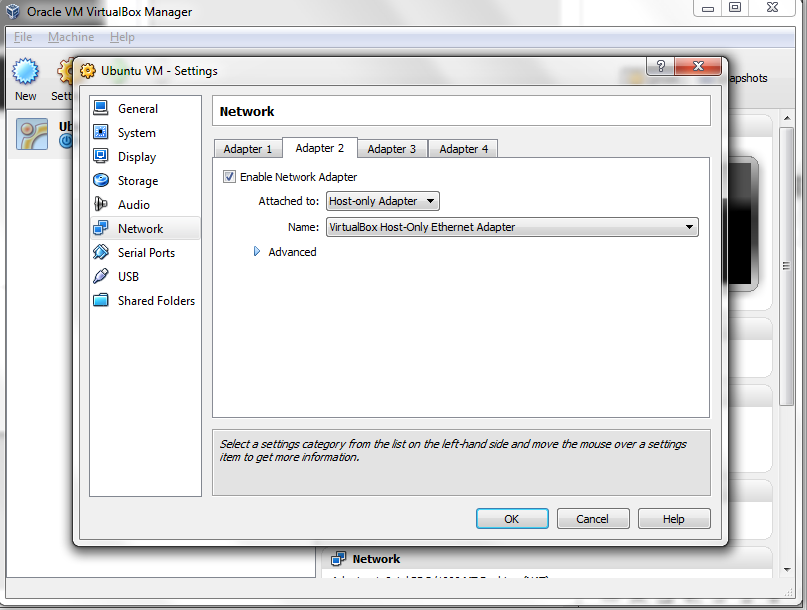 Oracle VM VirtualBox Manager
File Machine Help
New
Ubuntu VM - Settings
apshots
General
System
Display
Storage
Audio
Network
Serial Ports
USB
Shared Folders
Network
Adapter 1 Adapter 2 Adapter 3 Adapter 4
Enable Network Adapter
Attached to: Host-only Adapter
Name: VirtualBox Host-Only Ethernet Adapter
Advanced
Select a settings category from the list on the left-hand side and move the mouse over a settings
item to get more information.
OK Cancel Help
Network